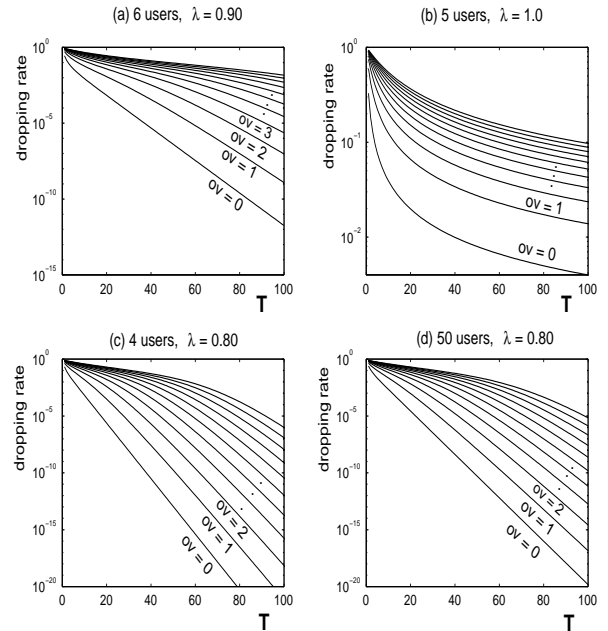 (a) 6 users, λ = 0.90
dropping rate
10^0
10^−5
10^−10
10^−15
ov = 3
ov = 2
ov = 1
ov = 0
0 20 40 60 80 100
T
(b) 5 users, λ = 1.0
dropping rate
10^0
10^−1
10^−2
ov = 1
ov = 0
0 20 40 60 80 100
T
(c) 4 users, λ = 0.80
dropping rate
10^0
10^−5
10^−10
10^−15
10^−20
ov = 2
ov = 1
ov = 0
0 20 40 60 80 100
T
(d) 50 users, λ = 0.80
dropping rate
10^0
10^−5
10^−10
10^−15
10^−20
ov = 2
ov = 1
ov = 0
0 20 40 60 80 100
T